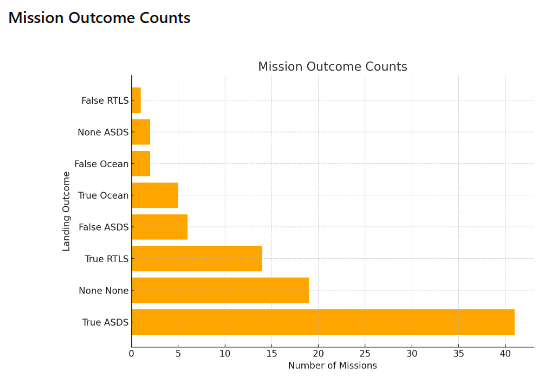 Mission Outcome Counts
Mission Outcome Counts
False RTLS
None ASDS
False Ocean
True Ocean
False ASDS
True RTLS
None None
True ASDS
Landing Outcome
0 5 10 15 20 25 30 35 40
Number of Missions